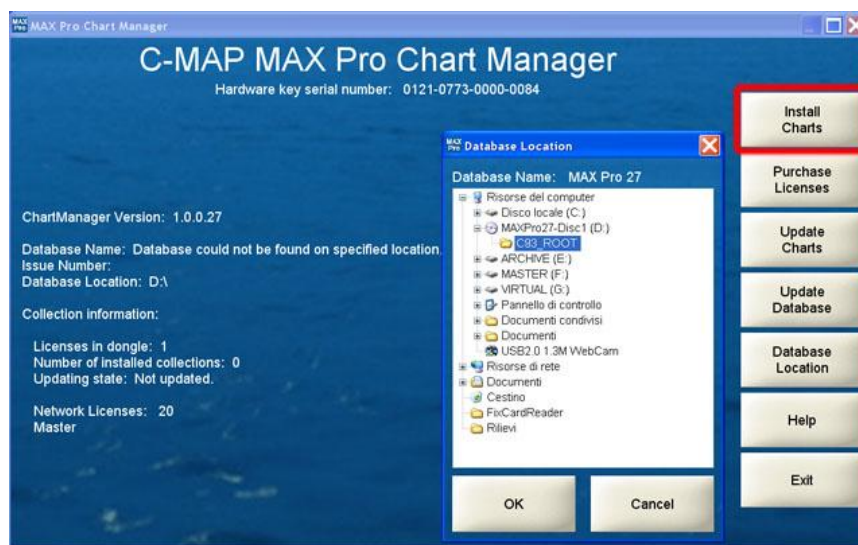 MAX Pro Chart Manager
C-MAP MAX Pro Chart Manager
Hardware key serial number: 0121-0773-0000-0084
ChartManager Version: 1.0.0.27
Database Name: Database could not be found on specified location
Issue Number:
Database Location: D:\
Collection information:
Licenses in dongle: 1
Number of installed collections: 0
Updating state: Not updated.
Network Licenses: 20
Master
MAX Pro Database Location
Database Name: MAX Pro 27
Risorse del computer
Disco locale (C:)
MAXPro27-Disc1 (D:)
C93_ROOT
ARCHIVE (E:)
MASTER (F:)
VIRTUAL (G:)
Pannello di controllo
Documenti condivisi
Documenti
USB2.0 1.3M WebCam
Risorse di rete
Documenti
Cestino
FixCardReader
Rilievi
OK
Cancel
Install
Charts
Purchase
Licenses
Update
Charts
Update
Database
Database
Location
Help
Exit